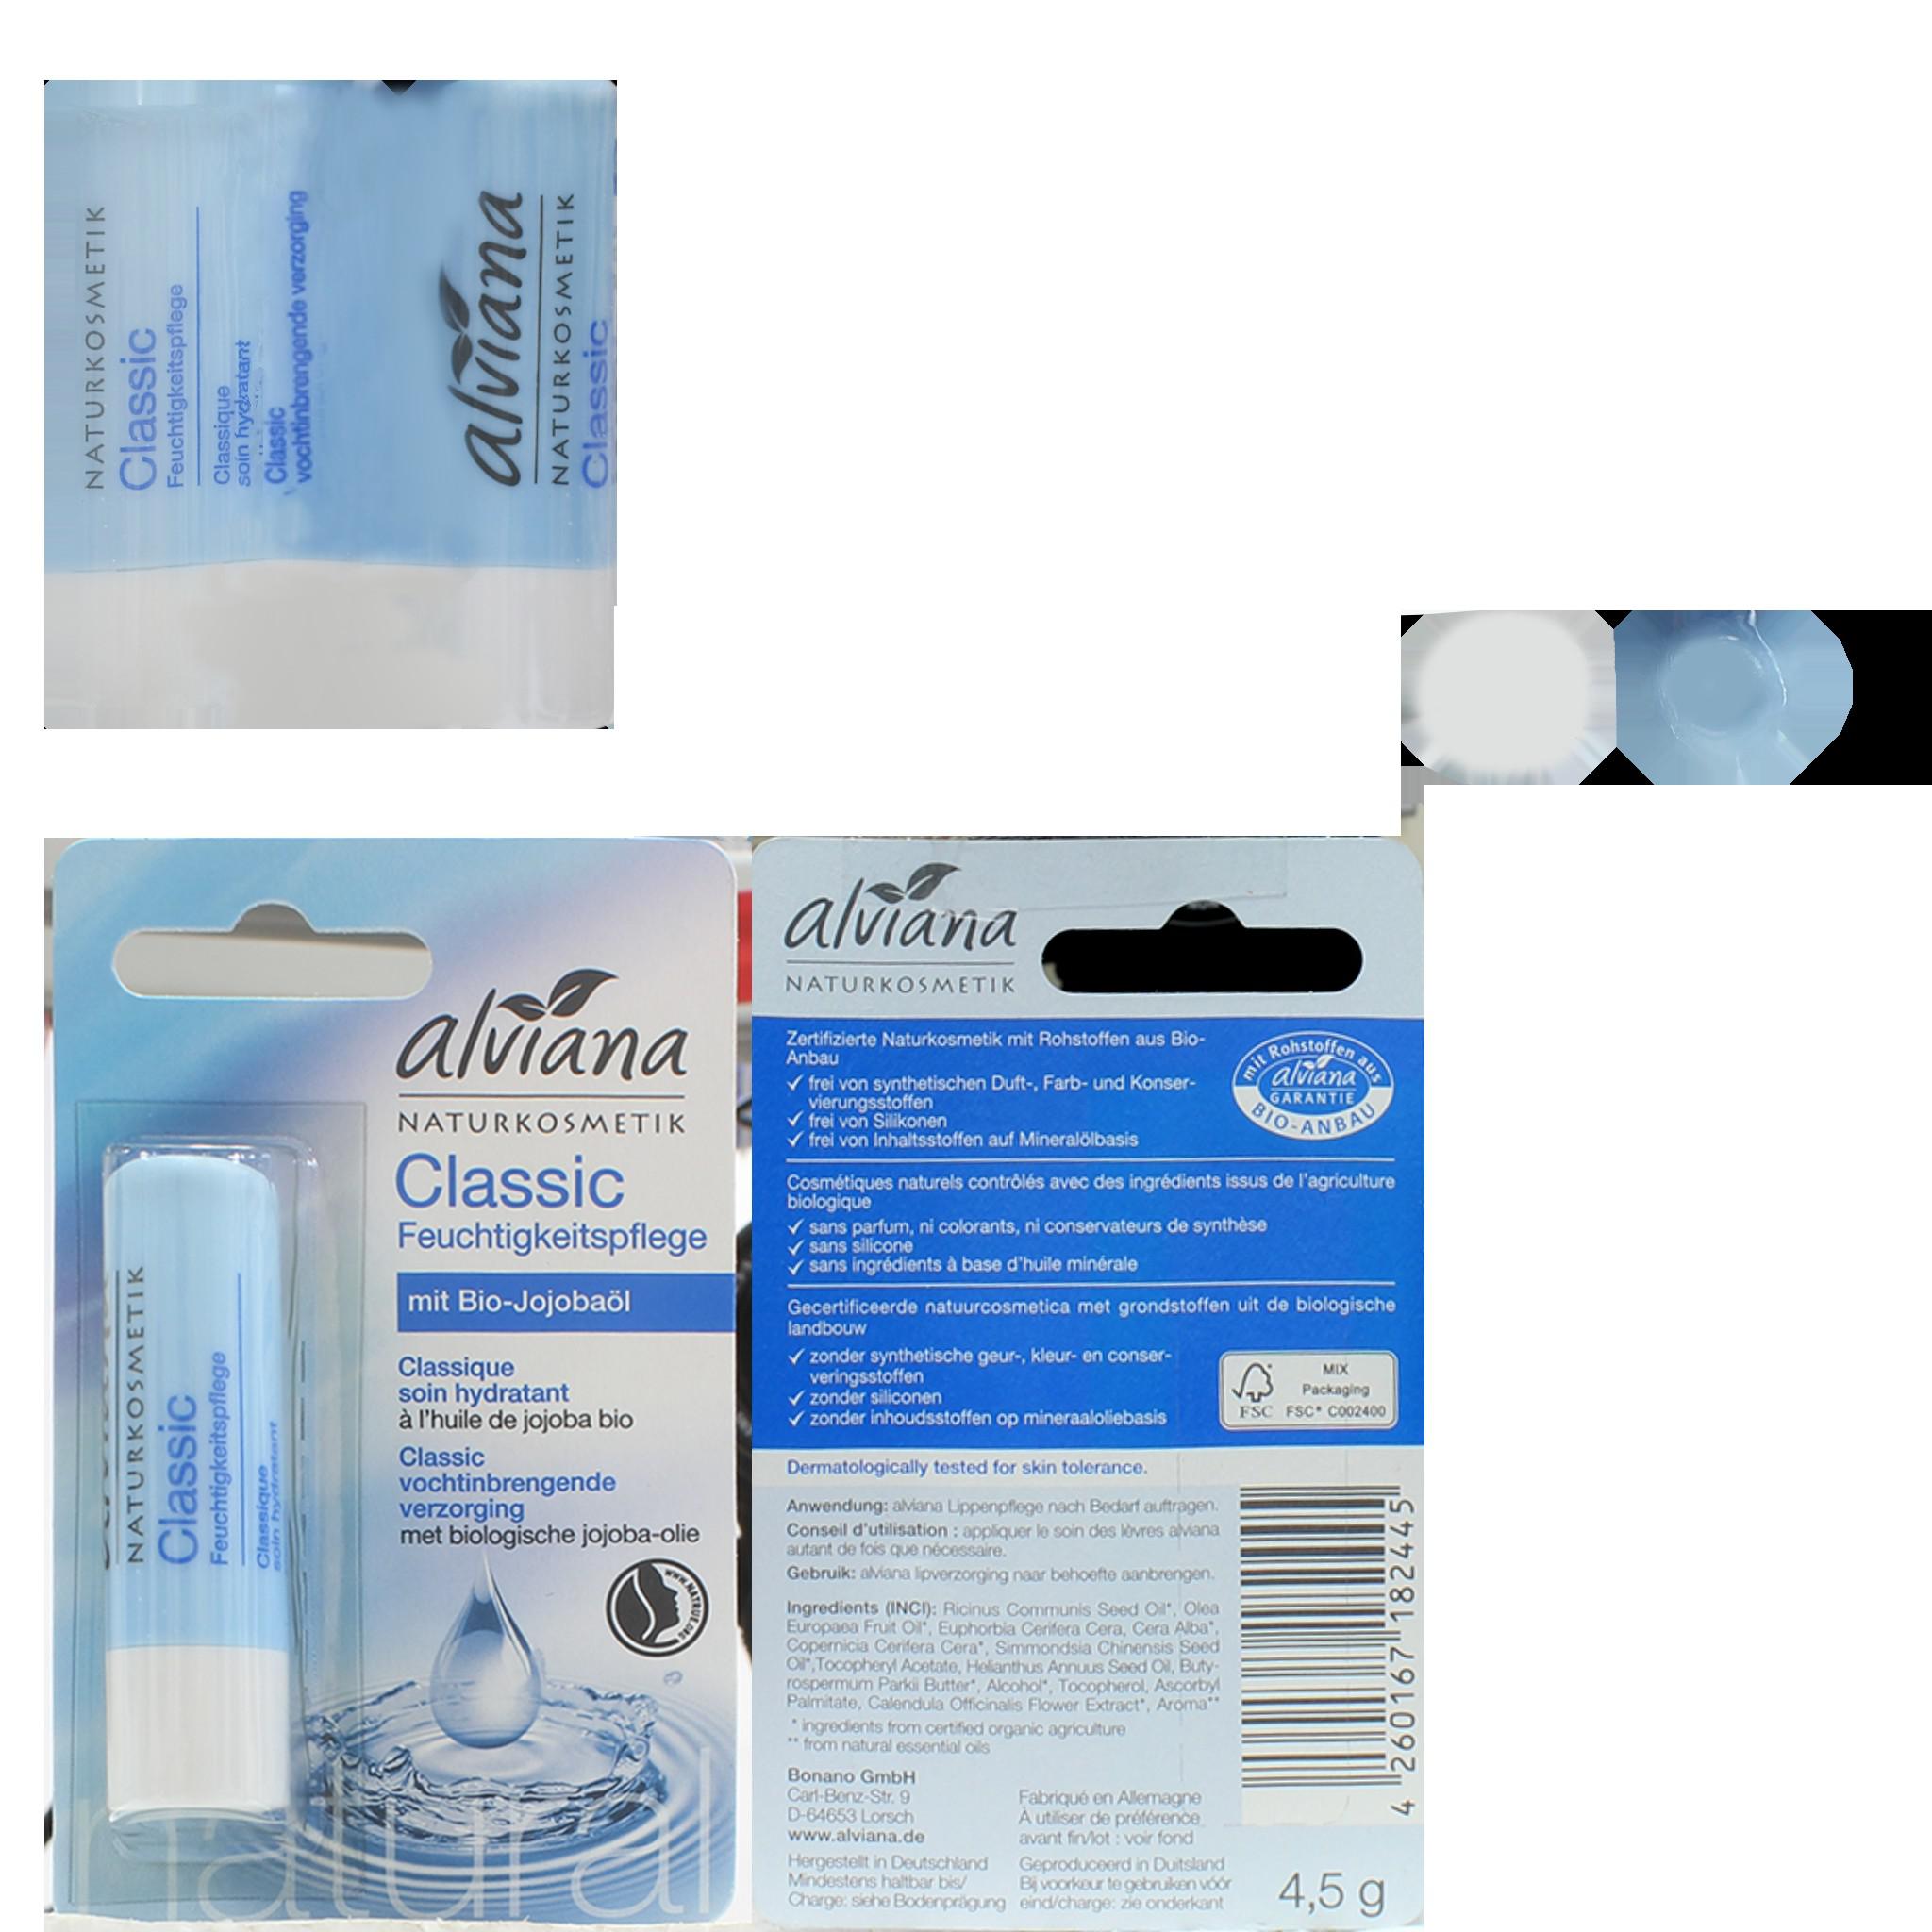 NATURKOSMETIK
Classic
Feuchtigkeitspflege
Classique
soin hydratant
Classic
vochtinbrengende verzorging
alviana
NATURKOSMETIK
Classic
alviana
NATURKOSMETIK
Classic
Feuchtigkeitspflege
mit Bio-Jojobaöl
Classique
soin hydratant
à l'huile de jojoba bio
Classic
vochtinbrengende
verzorging
met biologische jojoba-olie
WWW.NATRUE.ORG
natural
NATURKOSMETIK
Classic
Feuchtigkeitspflege
Classique
soin hydratant
alviana
NATURKOSMETIK
Zertifizierte Naturkosmetik mit Rohstoffen aus Bio-
Anbau
✓ frei von synthetischen Duft-, Farb- und Konser-
vierungsstoffen
✓ frei von Silikonen
✓ frei von Inhaltsstoffen auf Mineralölbasis
mit Rohstoffen aus
alviana
GARANTIE
BIO-ANBAU
Cosmétiques naturels contrôlés avec des ingrédients issus de l'agriculture
biologique
✓ sans parfum, ni colorants, ni conservateurs de synthèse
✓ sans silicone
✓ sans ingrédients à base d'huile minérale
Gecertificeerde natuurcosmetica met grondstoffen uit de biologische
landbouw
✓ zonder synthetische geur-, kleur- en conser-
veringsstoffen
✓ zonder siliconen
✓ zonder inhoudsstoffen op mineraaloliebasis
FSC
MIX
Packaging
FSC® C002400
Dermatologically tested for skin tolerance.
Anwendung: alviana Lippenpflege nach Bedarf auftragen.
Conseil d'utilisation : appliquer le soin des lèvres alviana
autant de fois que nécessaire.
Gebruik: alviana lipverzorging naar behoefte aanbrengen.
Ingredients (INCI): Ricinus Communis Seed Oil*, Olea
Europaea Fruit Oil*, Euphorbia Cerifera Cera, Cera Alba*,
Copernicia Cerifera Cera*, Simmondsia Chinensis Seed
Oil*,Tocopheryl Acetate, Helianthus Annuus Seed Oil, Buty-
rospermum Parkii Butter*, Alcohol*, Tocopherol, Ascorbyl
Palmitate, Calendula Officinalis Flower Extract*, Aroma**
* ingredients from certified organic agriculture
** from natural essential oils
Bonano GmbH
Carl-Benz-Str. 9
D-64653 Lorsch
www.alviana.de
Hergestellt in Deutschland
Mindestens haltbar bis/
Charge: siehe Bodenprägung
Fabriqué en Allemagne
À utiliser de préférence
avant fin/lot : voir fond
Geproduceerd in Duitsland
Bij voorkeur te gebruiken vóór
eind/charge: zie onderkant
4,5 g
4 260167 182445